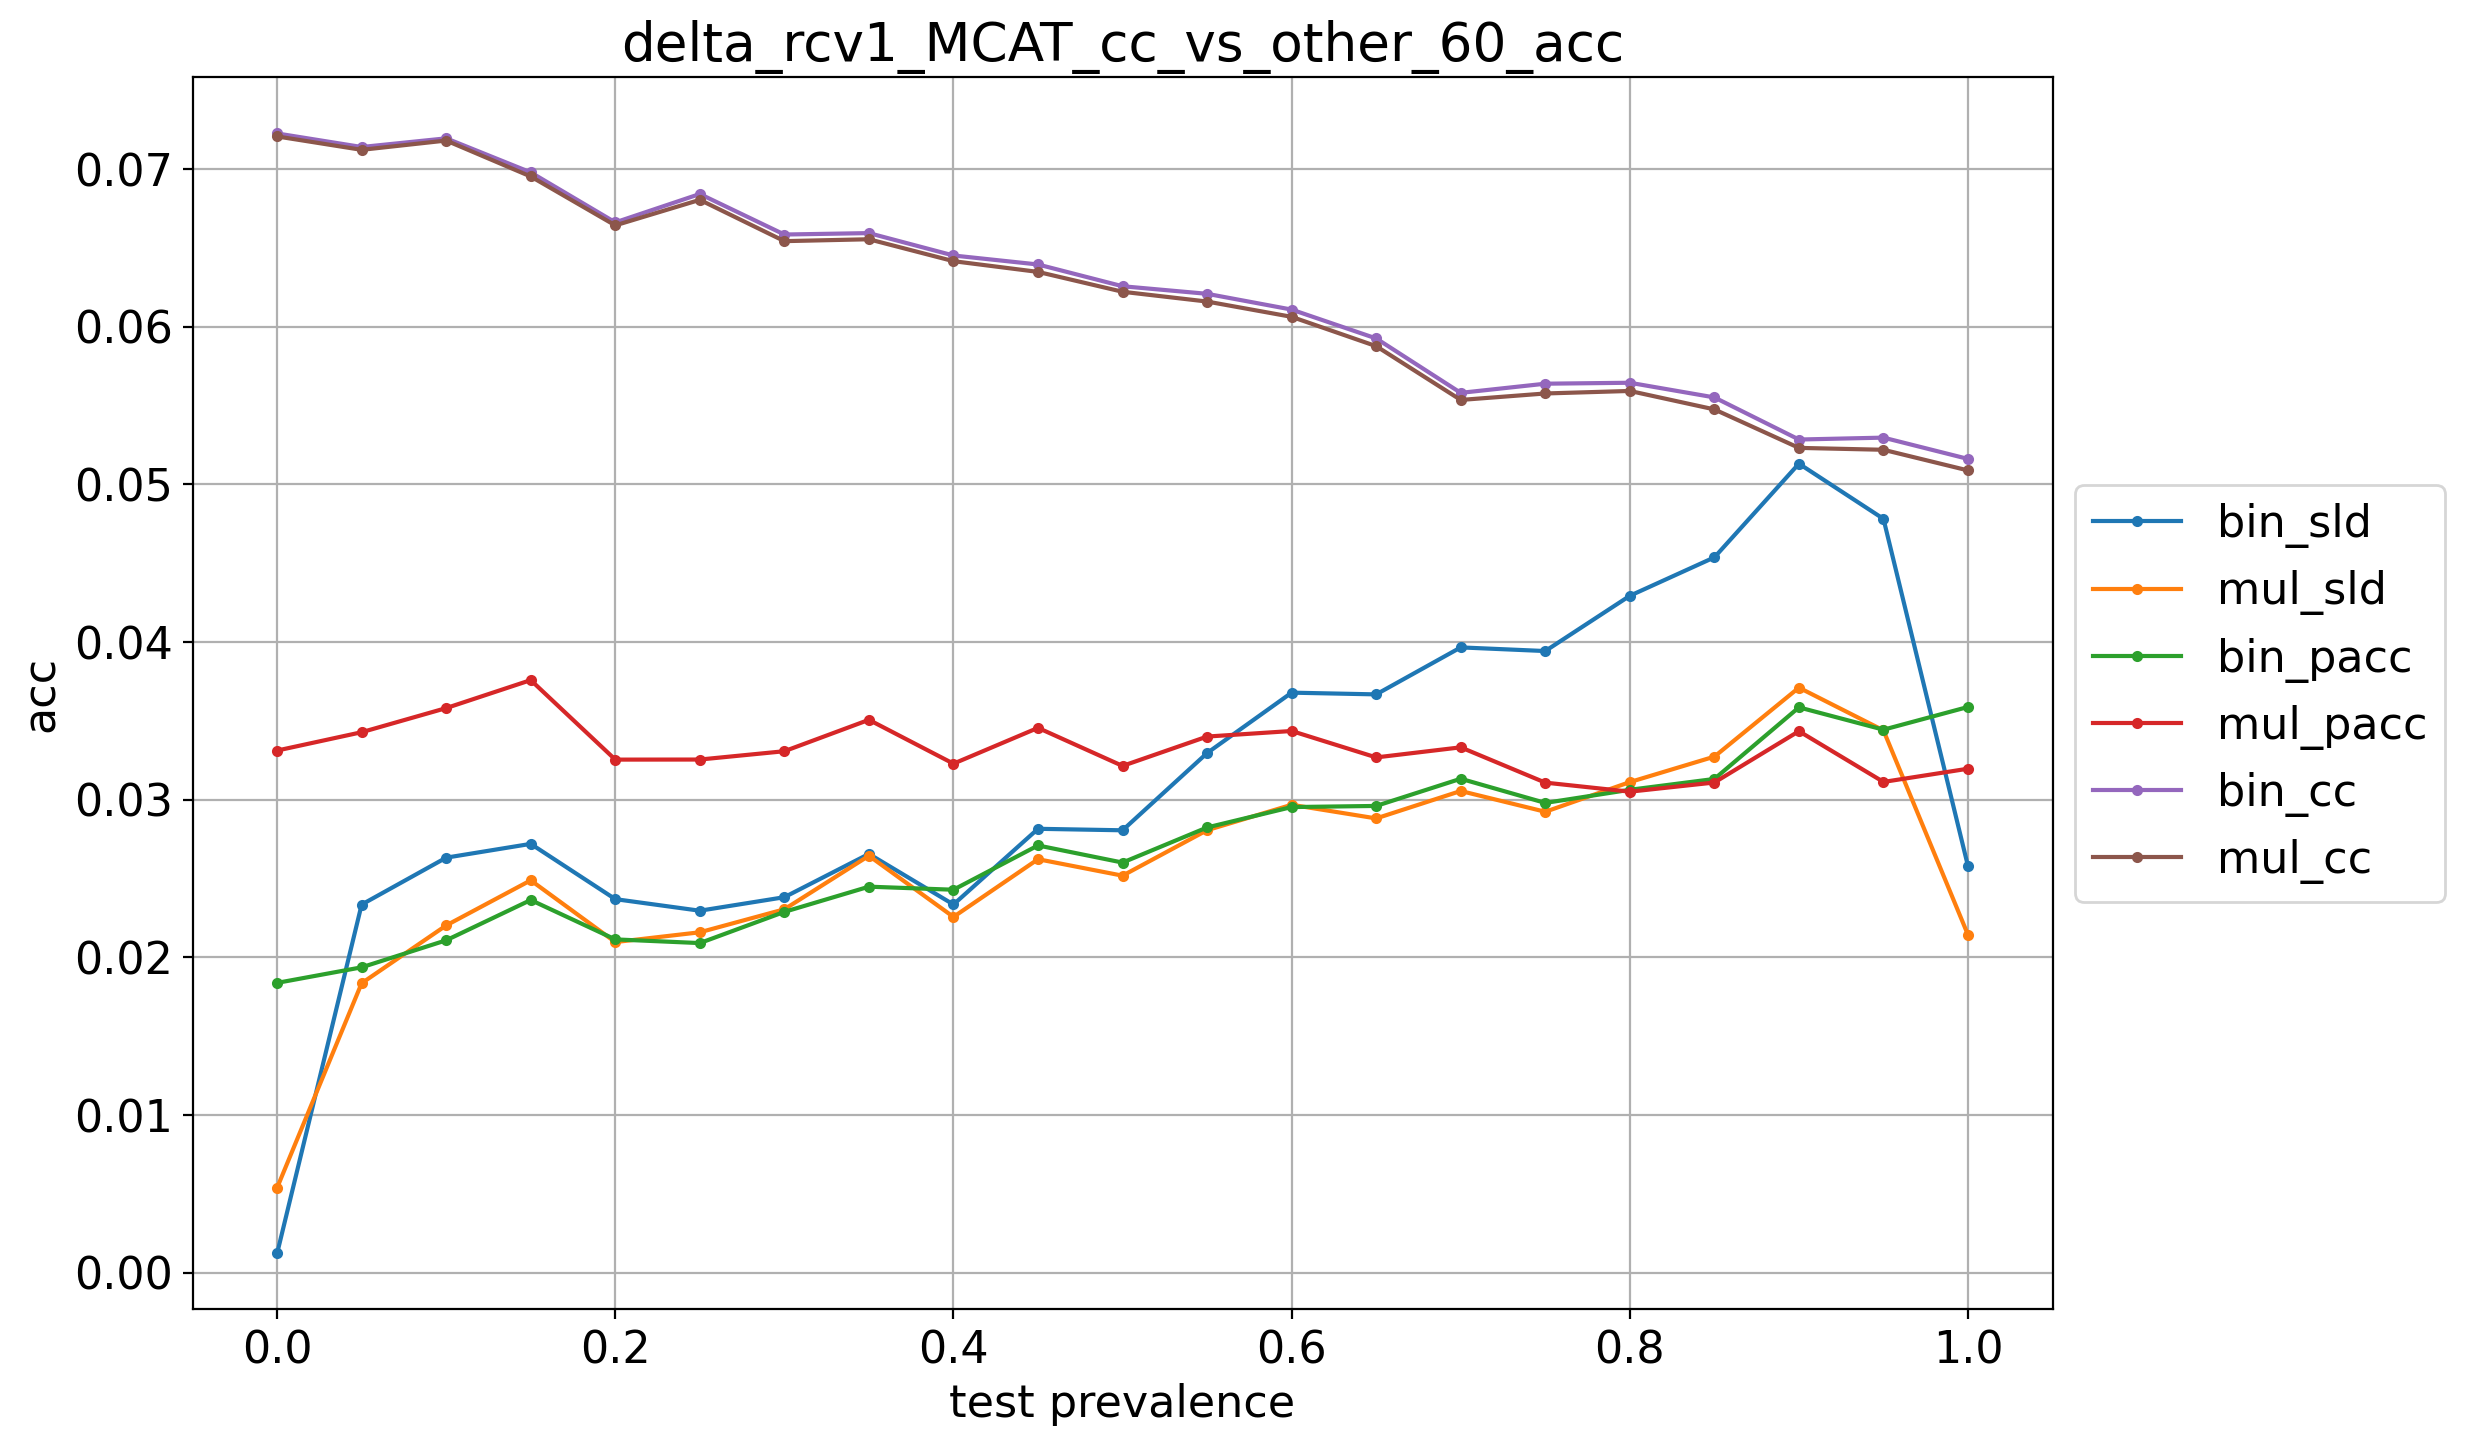 delta_rcv1_MCAT_cc_vs_other_60_acc
0.07
0.06
0.05
0.04
0.03
0.02
0.01
0.00
acc
0.0 0.2 0.4 0.6 0.8 1.0
test prevalence
bin_sld
mul_sld
bin_pacc
mul_pacc
bin_cc
mul_cc